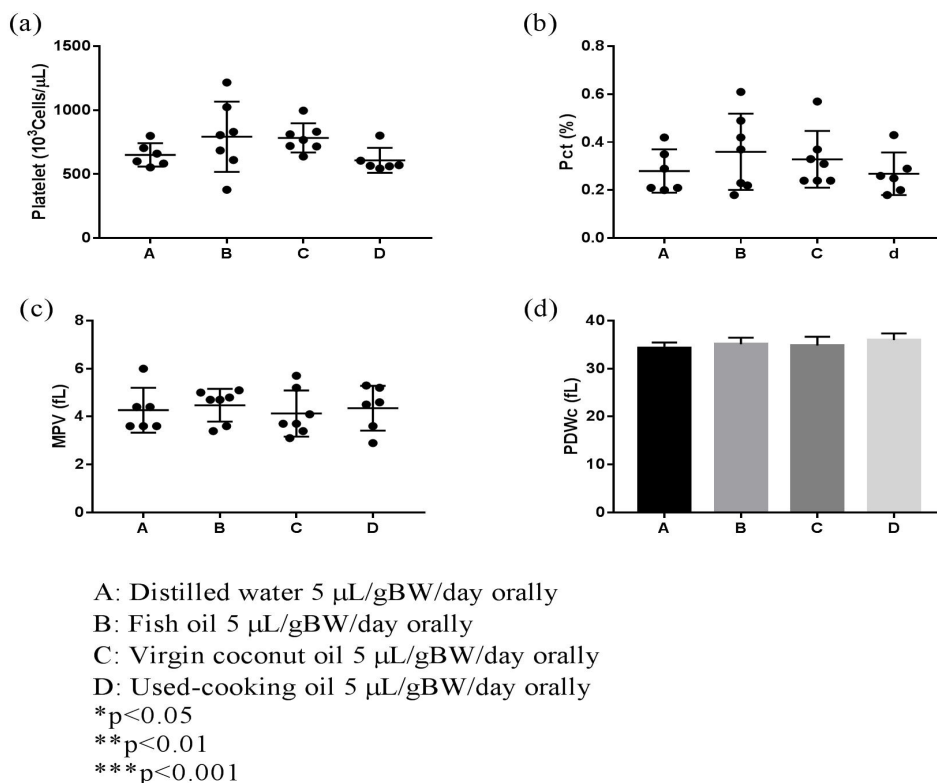 (a)
Platelet (10³Cells/µL)
1500
1000
500
0
A B C D
(b)
Pct (%)
0.8
0.6
0.4
0.2
0.0
A B C d
(c)
MPV (fL)
8
6
4
2
0
A B C D
(d)
PDWc (fL)
40
30
20
10
0
A B C D
A: Distilled water 5 µL/gBW/day orally
B: Fish oil 5 µL/gBW/day orally
C: Virgin coconut oil 5 µL/gBW/day orally
D: Used-cooking oil 5 µL/gBW/day orally
*p<0.05
**p<0.01
***p<0.001